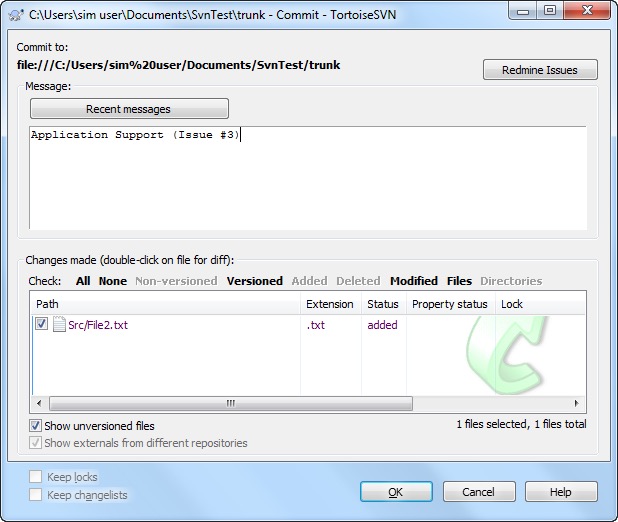 C:\Users\sim user\Documents\SvnTest\trunk - Commit - TortoiseSVN
Commit to:
file:///C:/Users/sim%20user/Documents/SvnTest/trunk
Redmine Issues
Message:
Recent messages
Application Support (Issue #3)
Changes made (double-click on file for diff):
Check: All None Non-versioned Versioned Added Deleted Modified Files Directories
Path Extension Status Property status Lock
Src/File2.txt .txt added
Show unversioned files 1 files selected, 1 files total
Show externals from different repositories
Keep locks
Keep changelists
OK Cancel Help